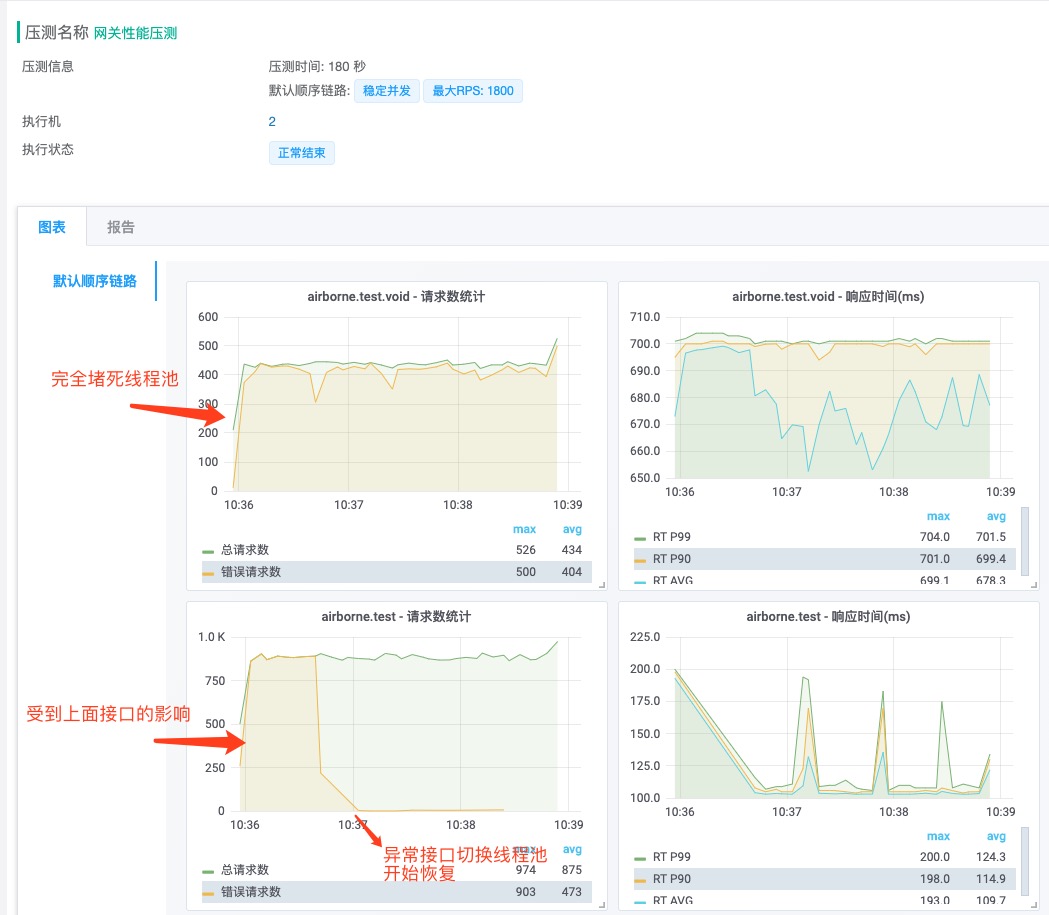 压测名称 网关性能压测
压测信息
压测时间: 180 秒
默认顺序链路: 稳定并发 最大RPS: 1800
执行机
2
执行状态
正常结束
图表
报告
默认顺序链路
airborne.test.void - 请求数统计
600
500
400
300
200
100
0
10:36
10:37
10:38
10:39
max avg
总请求数 526 434
错误请求数 500 404
完全堵死线程池
airborne.test.void - 响应时间(ms)
710.0
700.0
690.0
680.0
670.0
660.0
650.0
10:36
10:37
10:38
10:39
max avg
RT P99 704.0 701.5
RT P90 701.0 699.4
RT AVG 699.1 678.3
airborne.test - 请求数统计
1.0 K
750
500
250
0
10:36
10:37
10:38
10:39
max avg
总请求数 974 875
错误请求数 903 473
受到上面接口的影响
异常接口切换线程池
开始恢复
airborne.test - 响应时间(ms)
225.0
200.0
175.0
150.0
125.0
100.0
10:36
10:37
10:38
10:39
max avg
RT P99 200.0 124.3
RT P90 198.0 114.9
RT AVG 193.0 109.7